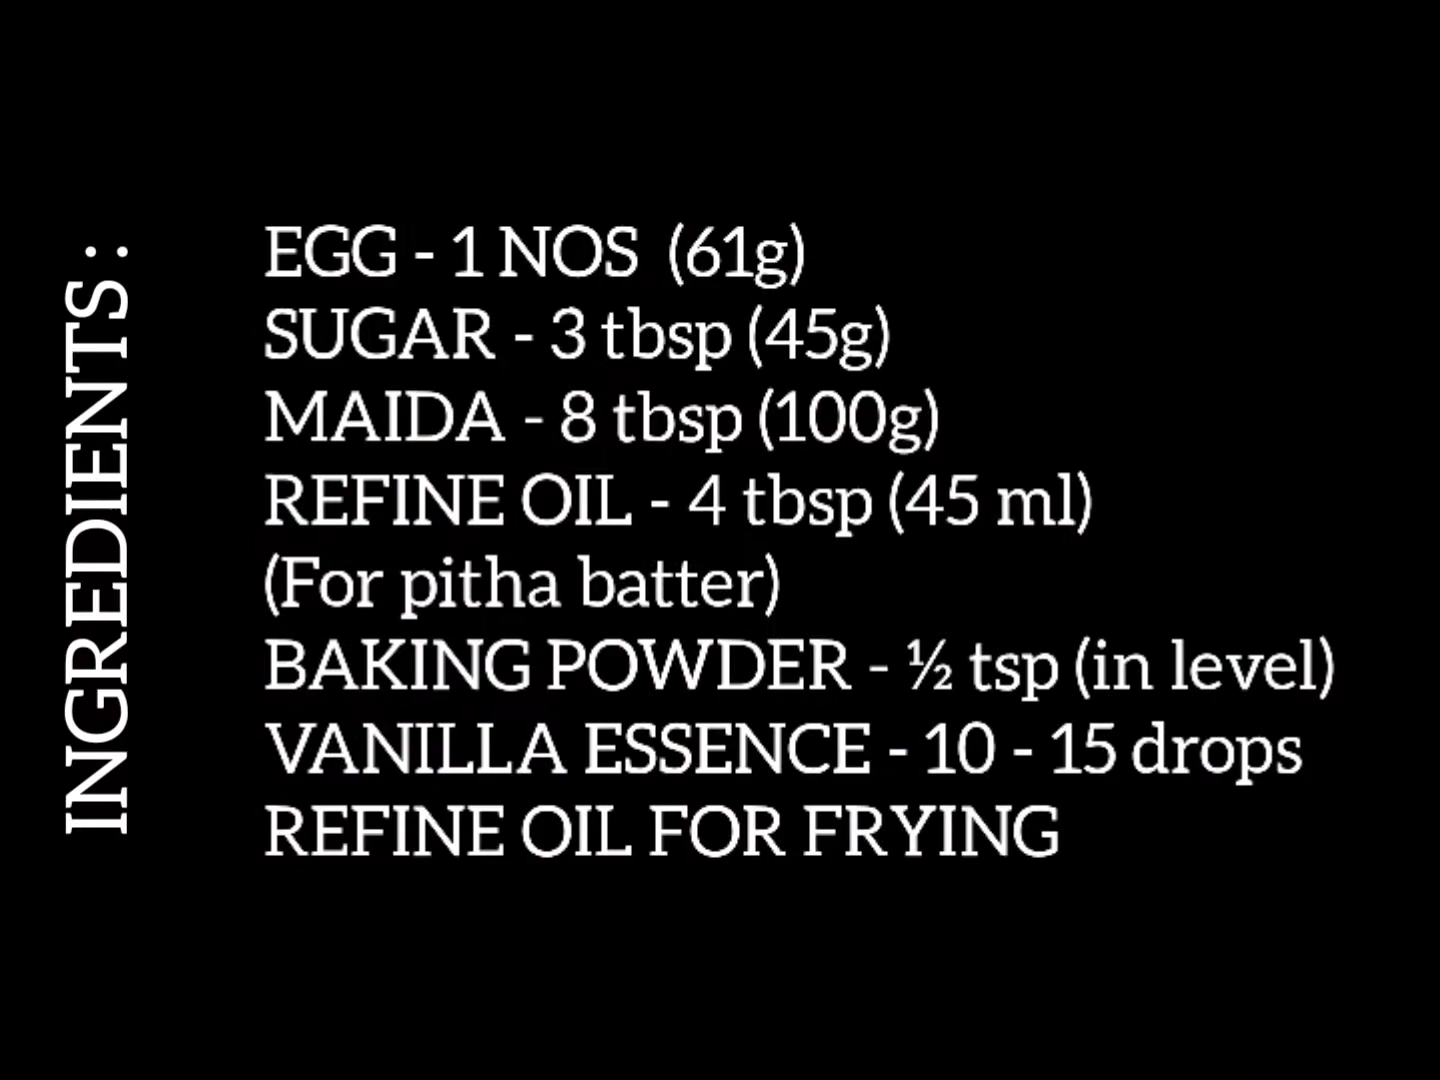 INGREDIENTS :
EGG - 1 NOS (61g)
SUGAR - 3 tbsp (45g)
MAIDA - 8 tbsp (100g)
REFINE OIL - 4 tbsp (45 ml)
(For pitha batter)
BAKING POWDER - ½ tsp (in level)
VANILLA ESSENCE - 10 - 15 drops
REFINE OIL FOR FRYING